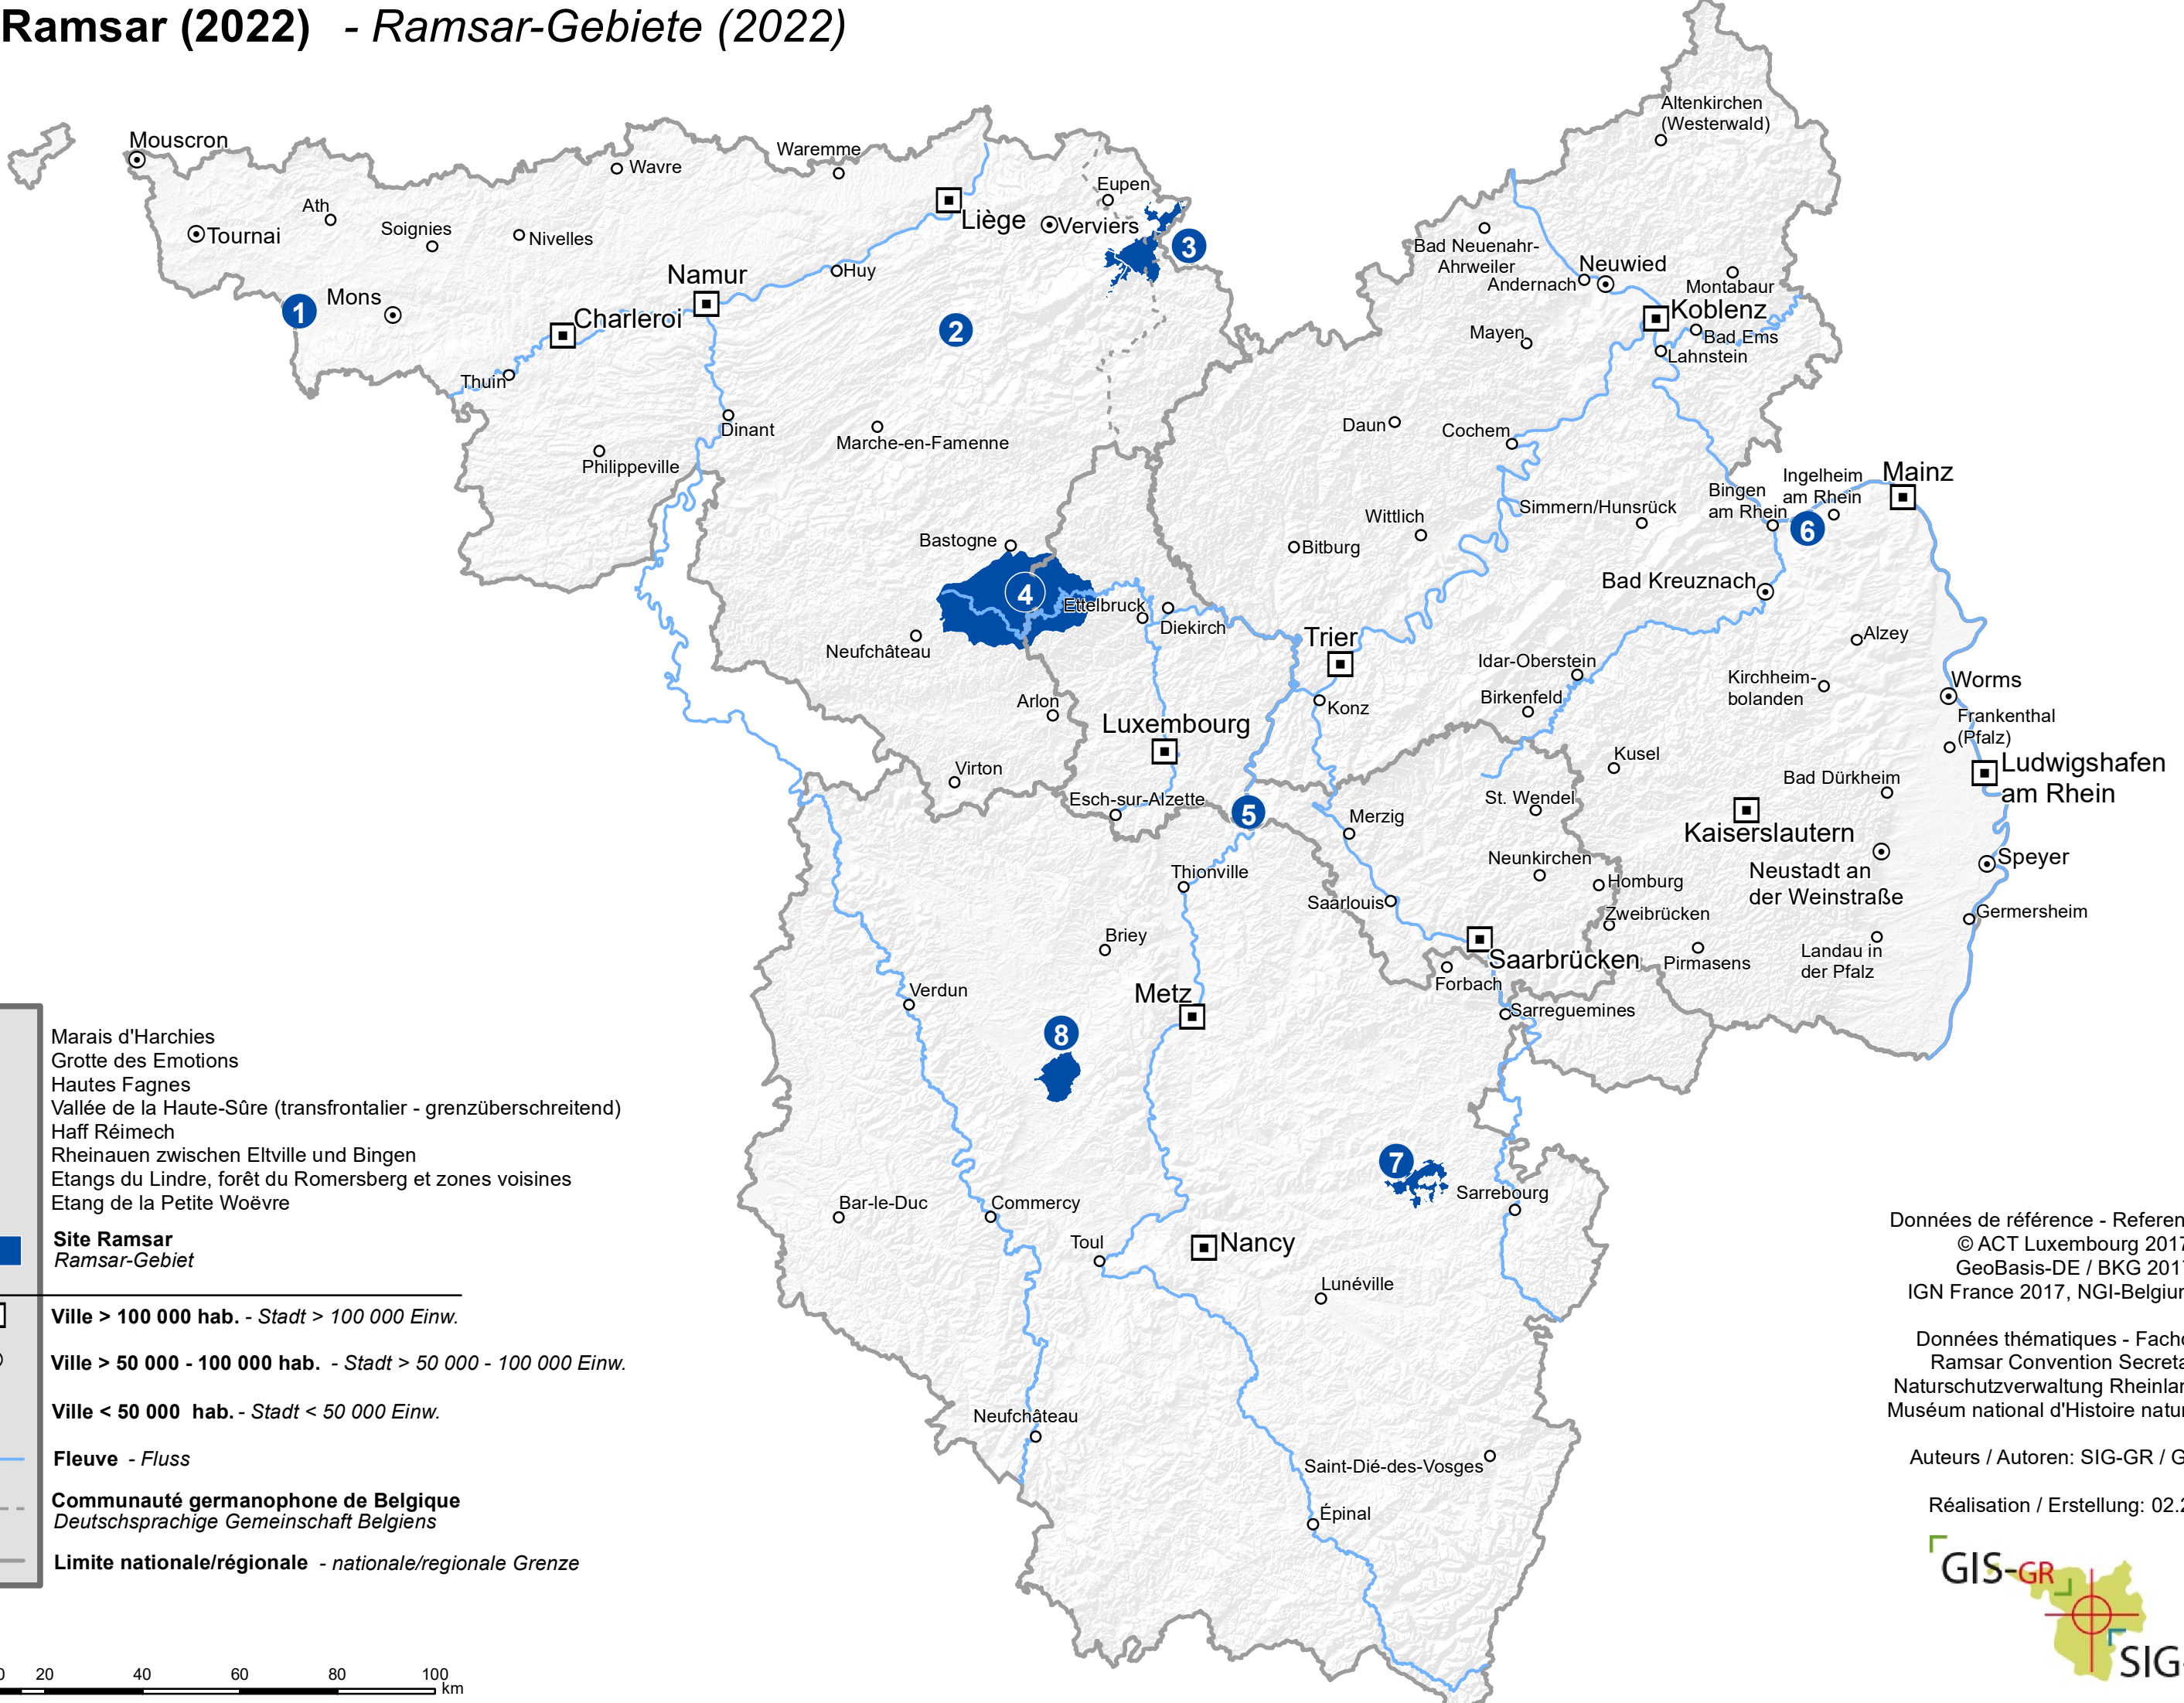 Ramsar (2022) - Ramsar-Gebiete (2022)
Altenkirchen
(Westerwald)
Mouscron
Wavre
Waremme
Eupen
Ath
Soignies
Tournai
Nivelles
Liège
Verviers
3
Bad Neuenahr-
Ahrweiler
Neuwied
Andernach
Montabaur
Huy
Namur
1
Mons
Charleroi
2
Koblenz
Bad Ems
Lahnstein
Mayen
Thuin
Dinant
Marche-en-Famenne
Philippeville
Daun
Cochem
Mainz
Ingelheim
am Rhein
Bingen
am Rhein
6
Simmern/Hunsrück
Wittlich
Bitburg
Bastogne
4
Ettelbruck
Diekirch
Bad Kreuznach
Neufchâteau
Trier
Alzey
Idar-Oberstein
Kirchheim-
bolanden
Worms
Birkenfeld
Konz
Arlon
Luxembourg
Frankenthal
(Pfalz)
Kusel
Ludwigshafen
am Rhein
Virton
Bad Dürkheim
Esch-sur-Alzette
5
St. Wendel
Merzig
Kaiserslautern
Neunkirchen
Speyer
Thionville
Neustadt an
der Weinstraße
Homburg
Saarlouis
Zweibrücken
Germersheim
Briey
Saarbrücken
Pirmasens
Landau in
der Pfalz
Forbach
Verdun
Metz
Sarreguemines
8
7
Sarrebourg
Bar-le-Duc
Commercy
Toul
Nancy
Lunéville
Neufchâteau
Saint-Dié-des-Vosges
Épinal
Marais d'Harchies
Grotte des Emotions
Hautes Fagnes
Vallée de la Haute-Sûre (transfrontalier - grenzüberschreitend)
Haff Réimech
Rheinauen zwischen Eltville und Bingen
Etangs du Lindre, forêt du Romersberg et zones voisines
Etang de la Petite Woëvre
Site Ramsar
Ramsar-Gebiet
Ville > 100 000 hab. - Stadt > 100 000 Einw.
Ville > 50 000 - 100 000 hab. - Stadt > 50 000 - 100 000 Einw.
Ville < 50 000 hab. - Stadt < 50 000 Einw.
Fleuve - Fluss
Communauté germanophone de Belgique
Deutschsprachige Gemeinschaft Belgiens
Limite nationale/régionale - nationale/regionale Grenze
20 40 60 80 100
km
Données de référence -
© ACT Luxembourg 2017
GeoBasis-DE / BKG
IGN France 2017,
Données thématiques -
Ramsar Convention
Naturschutzverwaltung
Muséum national d'Histoire
Auteurs / Autoren: SIG-GR /
Réalisation / Erstellung:
GIS-GR
SIG-